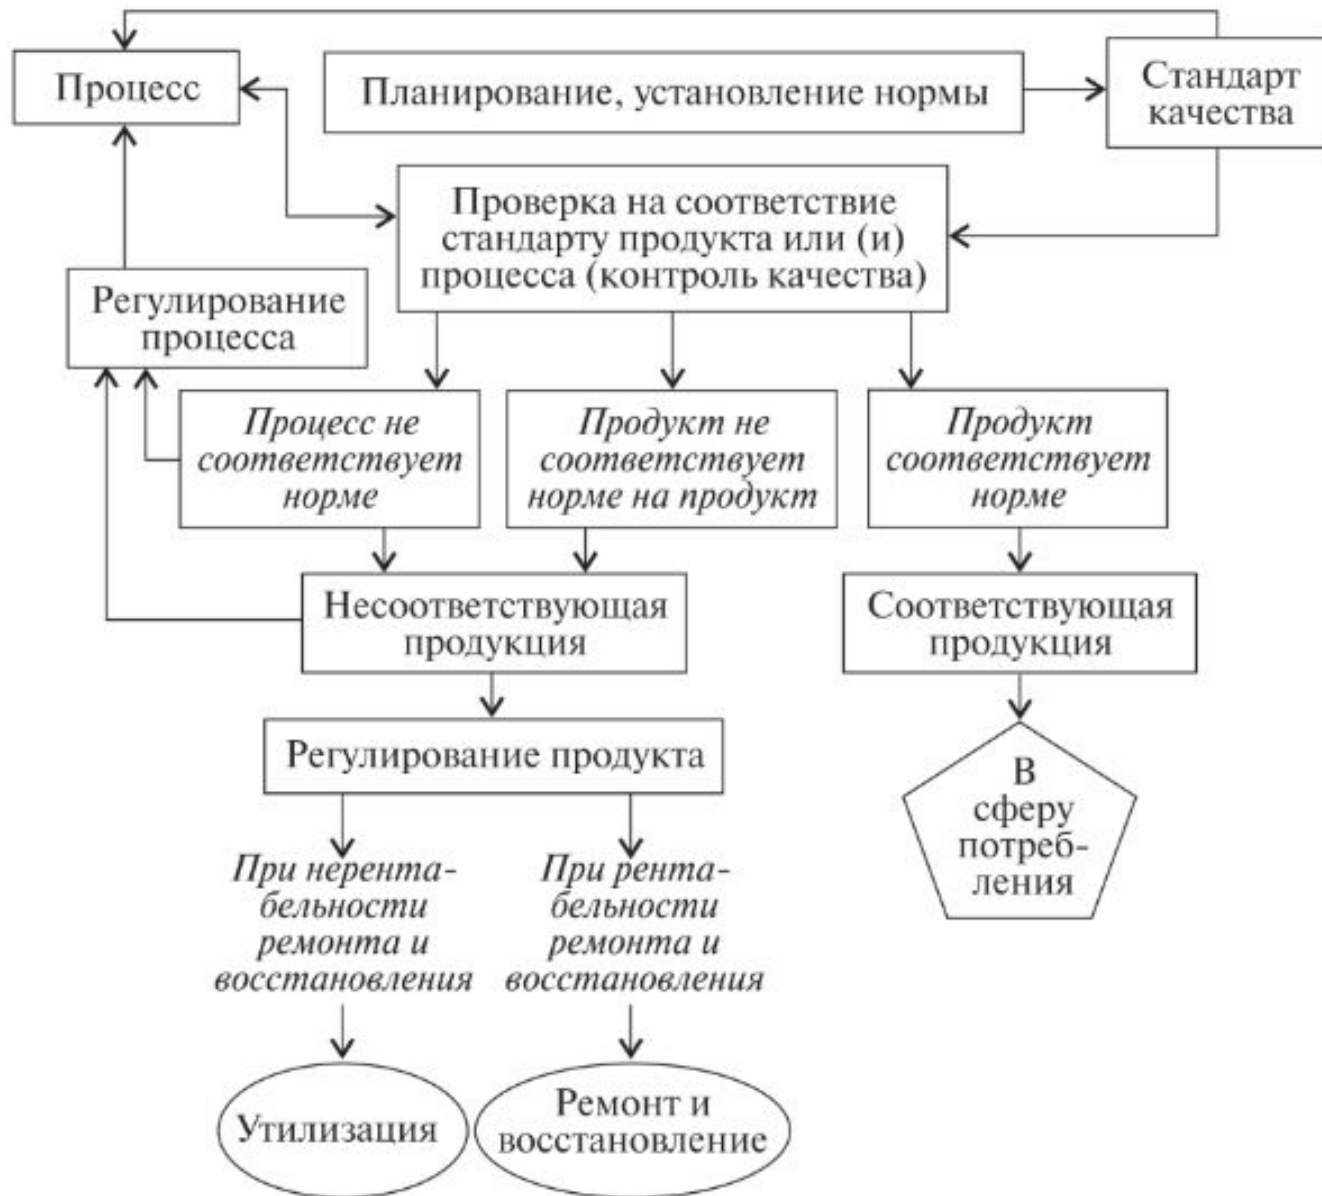 Процесс
Планирование, установление нормы
Стандарт
качества
Проверка на соответствие
стандарту продукта или (и)
процесса (контроль качества)
Регулирование
процесса
Процесс не
соответствует
норме
Продукт не
соответствует
норме на продукт
Продукт
соответствует
норме
Несоответствующая
продукция
Соответствующая
продукция
Регулирование продукта
В
сферу
потреб-
ления
При нерента-
бельности
ремонта и
восстановления
При рента-
бельности
ремонта и
восстановления
Утилизация
Ремонт и
восстановление